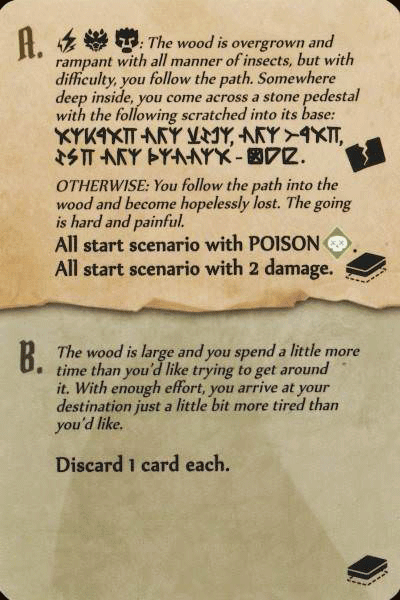 A.
: The wood is overgrown and
rampant with all manner of insects, but with
difficulty, you follow the path. Somewhere
deep inside, you come across a stone pedestal
with the following scratched into its base:
OTHERWISE: You follow the path into the
wood and become hopelessly lost. The going
is hard and painful.
All start scenario with POISON .
All start scenario with 2 damage.
B.
The wood is large and you spend a little more
time than you'd like trying to get around
it. With enough effort, you arrive at your
destination just a little bit more tired than
you'd like.
Discard 1 card each.